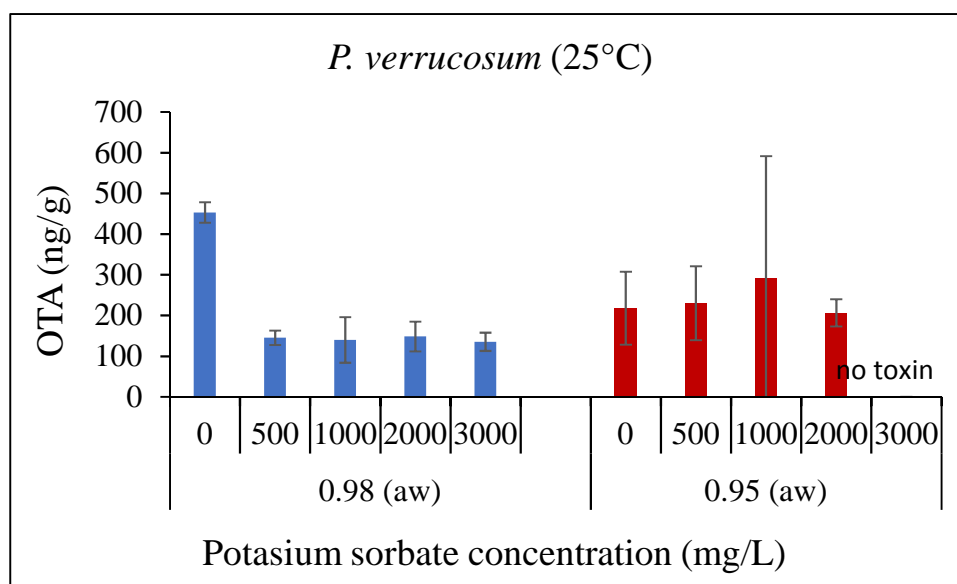 P. verrucosum (25°C)
OTA (ng/g)
700
600
500
400
300
200
100
0
no toxin
0 500 1000 2000 3000 0 500 1000 2000 3000
0.98 (aw) 0.95 (aw)
Potasium sorbate concentration (mg/L)